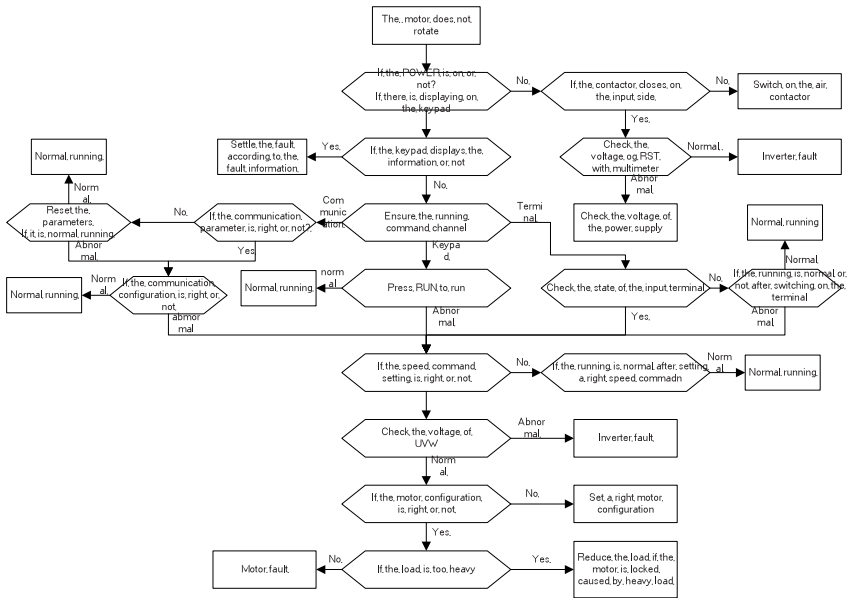 The, motor, does, not,
rotate
If, the, POWER, is, on, or,
not?
If, there, is, displaying, on,
the, keypad
No,
If, the, contactor, closes, on,
the, input, side,
No,
Switch, on, the, air,
contactor
Yes,
Normal, running,
Settle, the, fault,
according, to, the,
fault, information,
Yes,
If, the, keypad, displays, the,
information, or, not
Check, the,
voltage, og, RST,
with, multimeter
Normal,
Inverter, fault
Norm
al,
No,
Abnor
mal,
Reset, the,
parameters,
If, it, is, normal, running,
No,
If, the, communication,
parameter, is, right, or, not?
Com
munic
ation,
Ensure, the, running,
command, channel
Termi
nal,
Check, the, voltage, of,
the, power, supply
Normal, running
Abnor
mal,
Yes
Keypa
d,
Normal,
Normal, running,
Norm
al,
If, the, communication,
configuration, is, right, or,
not,
Normal, running,
norm
al,
Press, RUN, to, run
Check, the, state, of, the, input, terminal
No,
If, the, running, is, normal, or,
not, after, switching, on, the,
terminal
abmor
mal
Abnor
mal,
Yes,
Abnor
mal,
If, the, speed, command,
setting, is, right, or, not,
No,
If, the, running, is, normal, after, setting,
a, right, speed, commadn
Norm
al
Normal, running,
Check, the, voltage, of,
UVW
Abnor
mal,
Inverter, fault,
Norm
al,
If, the, motor, configuration,
is, right, or, not,
No,
Set, a, right, motor,
configuration
Yes,
Motor, fault,
No,
If, the, load, is, too, heavy
Yes,
Reduce, the, load, if, the,
motor, is, locked,
caused, by, heavy, load,